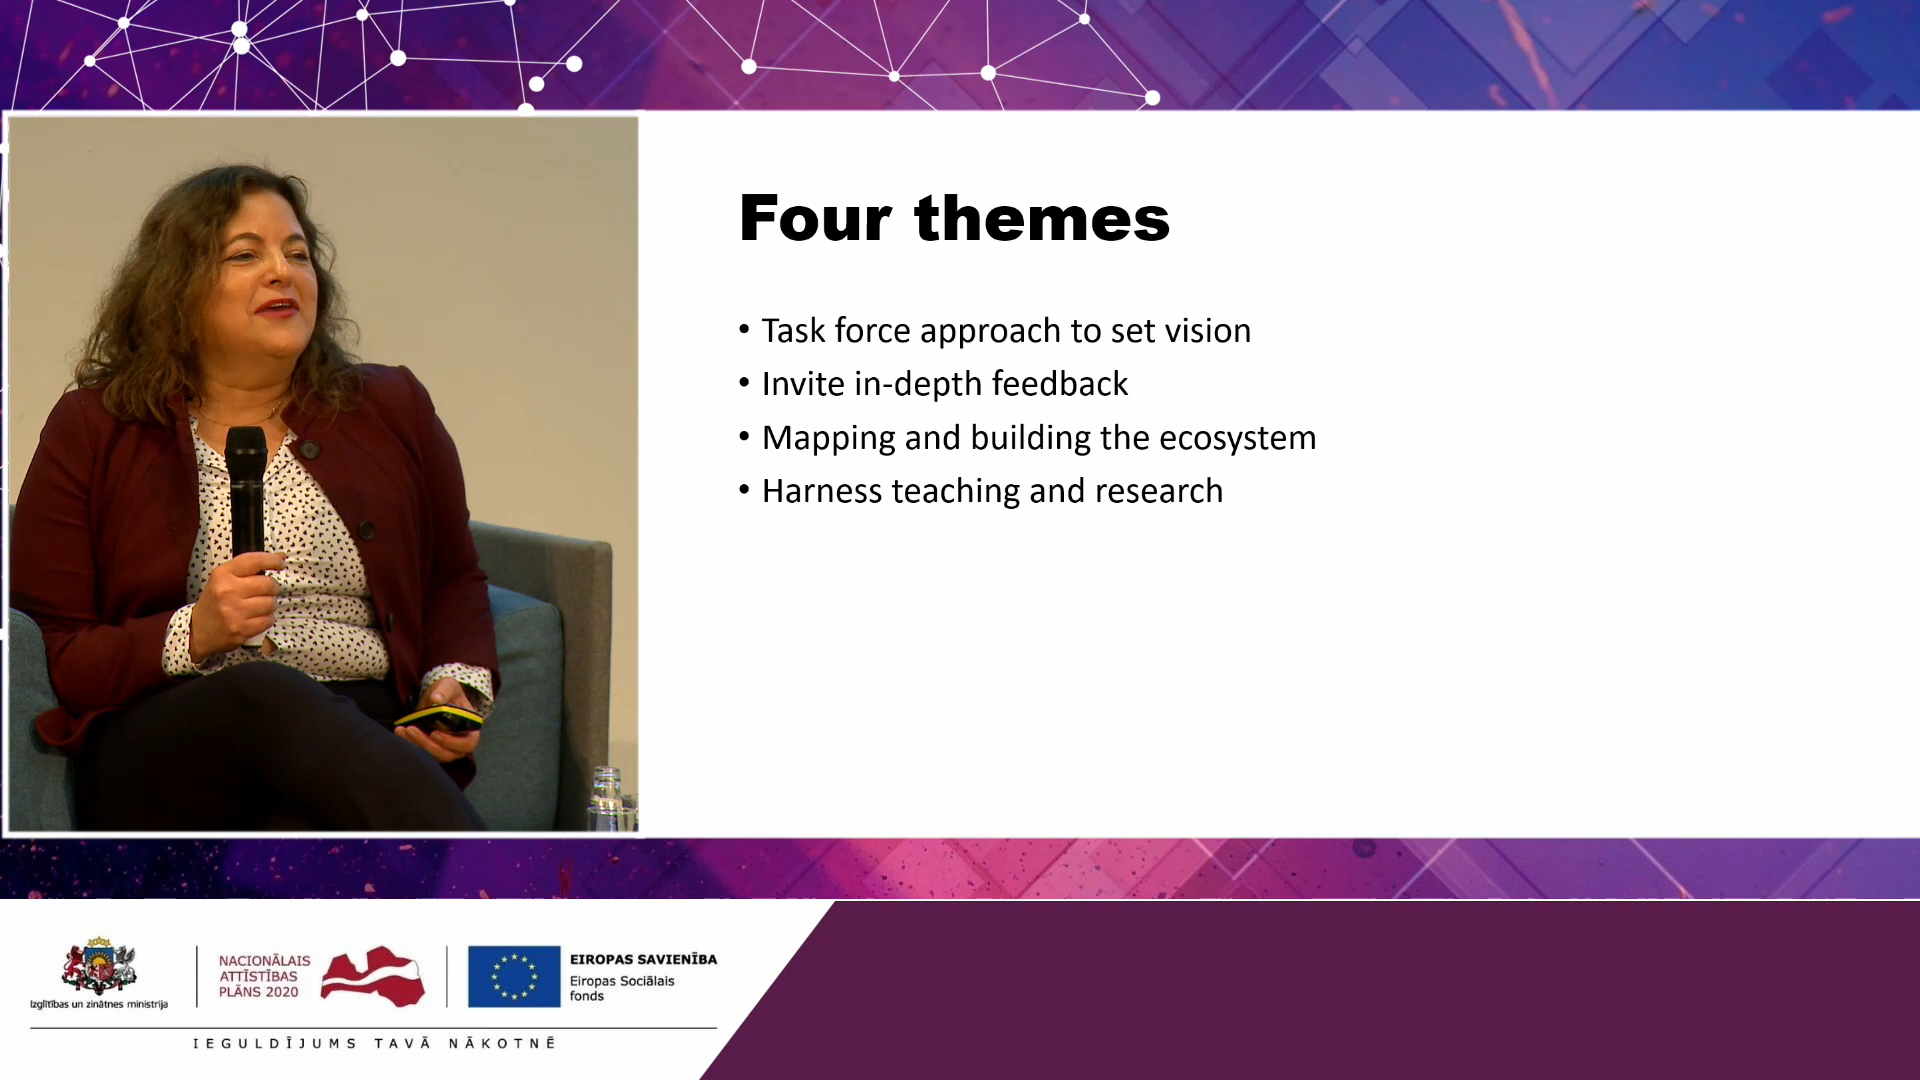 Four themes
• Task force approach to set vision
• Invite in-depth feedback
• Mapping and building the ecosystem
• Harness teaching and research
Izglītības un zinātnes ministrija
NACIONĀLAIS
ATTĪSTĪBAS
PLĀNS 2020
EIROPAS SAVIENĪBA
Eiropas Sociālais
fonds
IEGULDĪJUMS TAVĀ NĀKOTNĒ